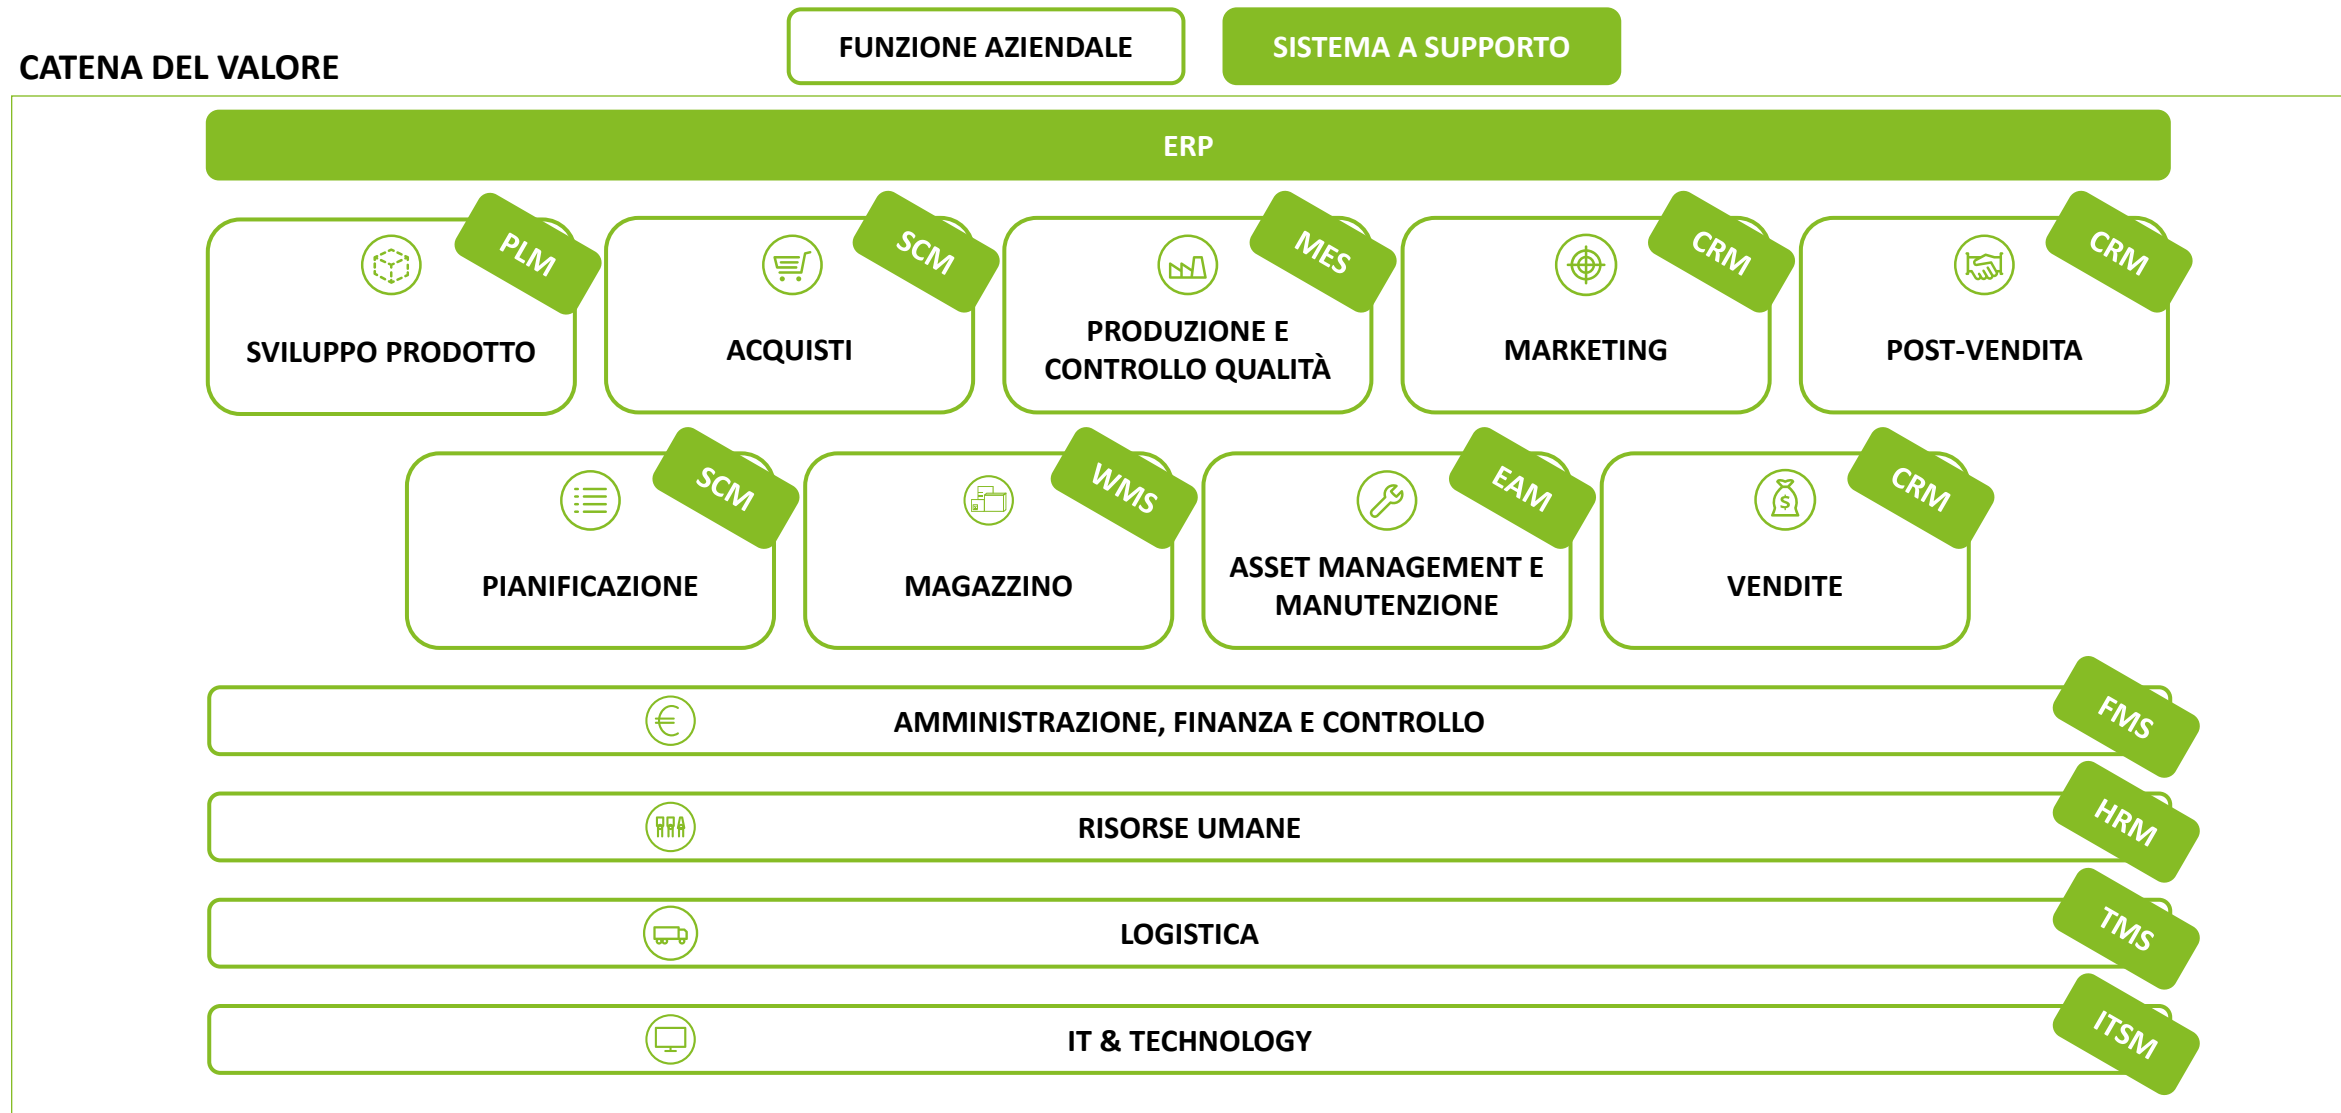 FUNZIONE AZIENDALE
SISTEMA A SUPPORTO
CATENA DEL VALORE
ERP
PLM
SVILUPPO PRODOTTO
SCM
ACQUISTI
MES
PRODUZIONE E
CONTROLLO QUALITÀ
CRM
MARKETING
CRM
POST-VENDITA
SCM
PIANIFICAZIONE
WMS
MAGAZZINO
EAM
ASSET MANAGEMENT E
MANUTENZIONE
CRM
VENDITE
AMMINISTRAZIONE, FINANZA E CONTROLLO
FMS
RISORSE UMANE
HRM
LOGISTICA
TMS
IT & TECHNOLOGY
ITSM